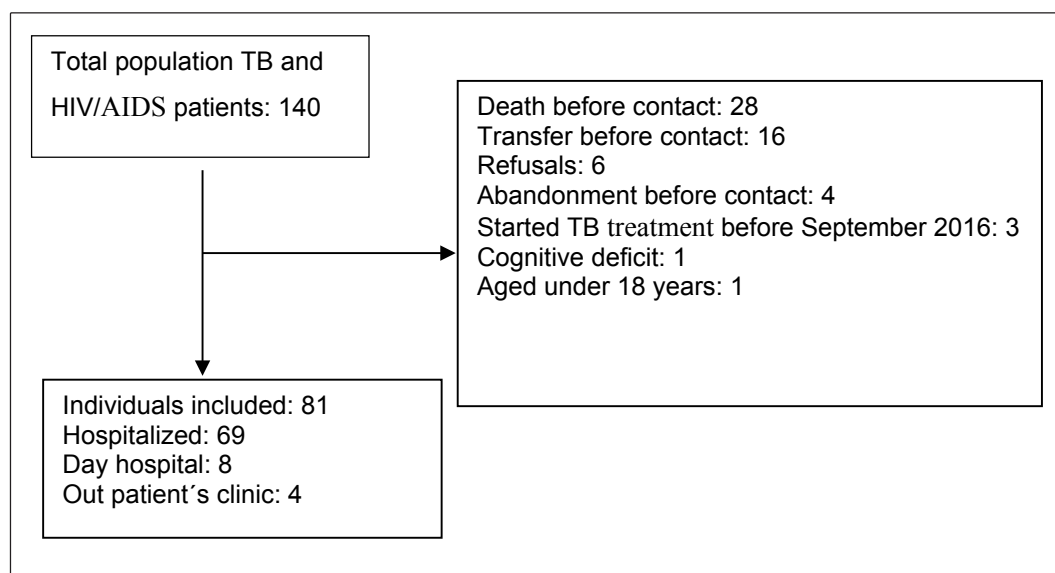 Total population TB and
HIV/AIDS patients: 140
Death before contact: 28
Transfer before contact: 16
Refusals: 6
Abandonment before contact: 4
Started TB treatment before September 2016: 3
Cognitive deficit: 1
Aged under 18 years: 1
Individuals included: 81
Hospitalized: 69
Day hospital: 8
Out patient´s clinic: 4